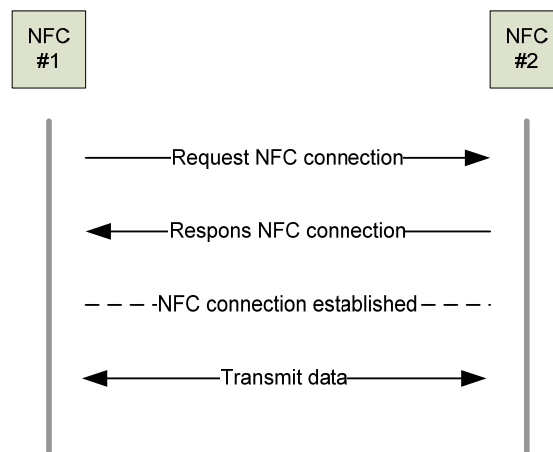 NFC
#1
NFC
#2
Request NFC connection
Respons NFC connection
NFC connection established
Transmit data